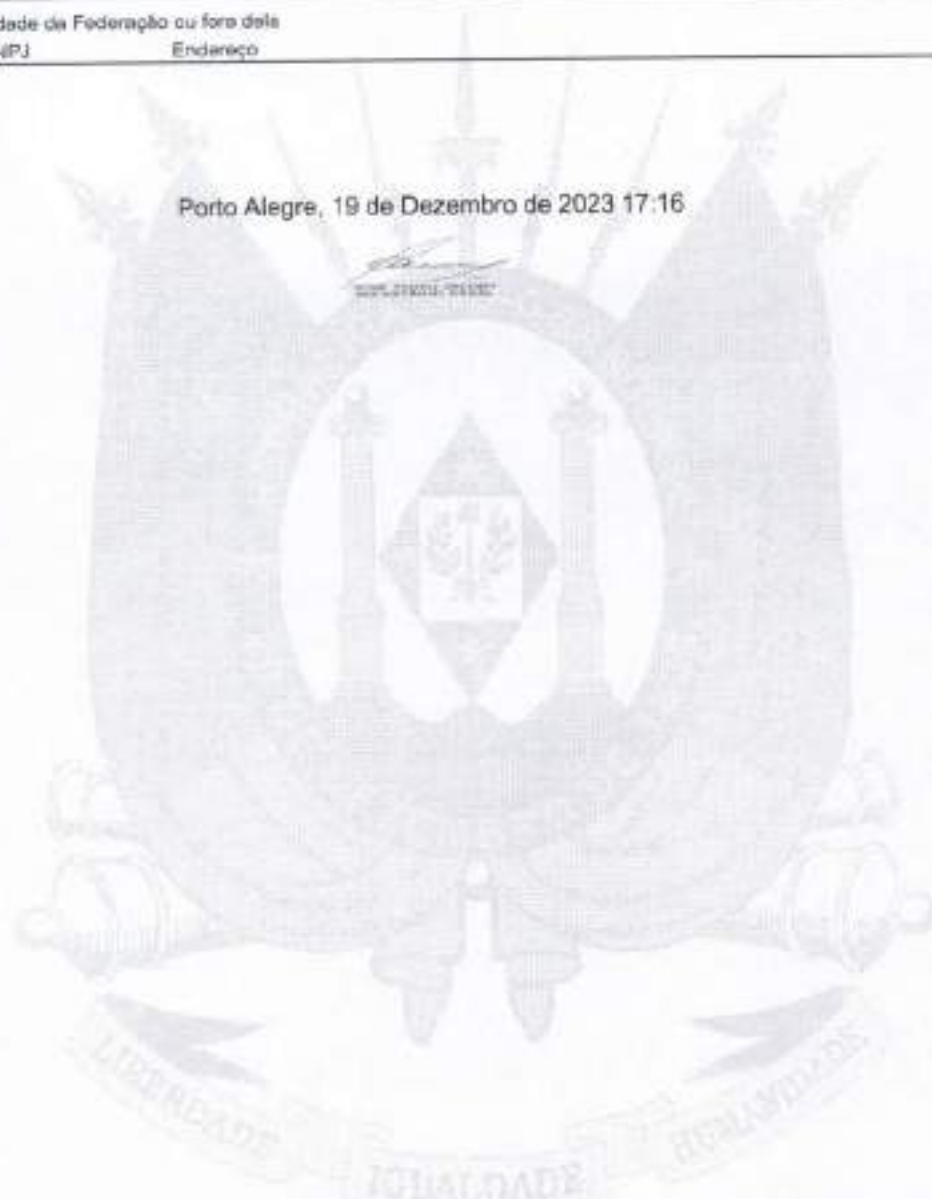 dade da Federação ou fora dela
NPJ Endereço
Porto Alegre, 19 de Dezembro de 2023 17:16
LIBERDADE IGUALDADE HUMANIDADE